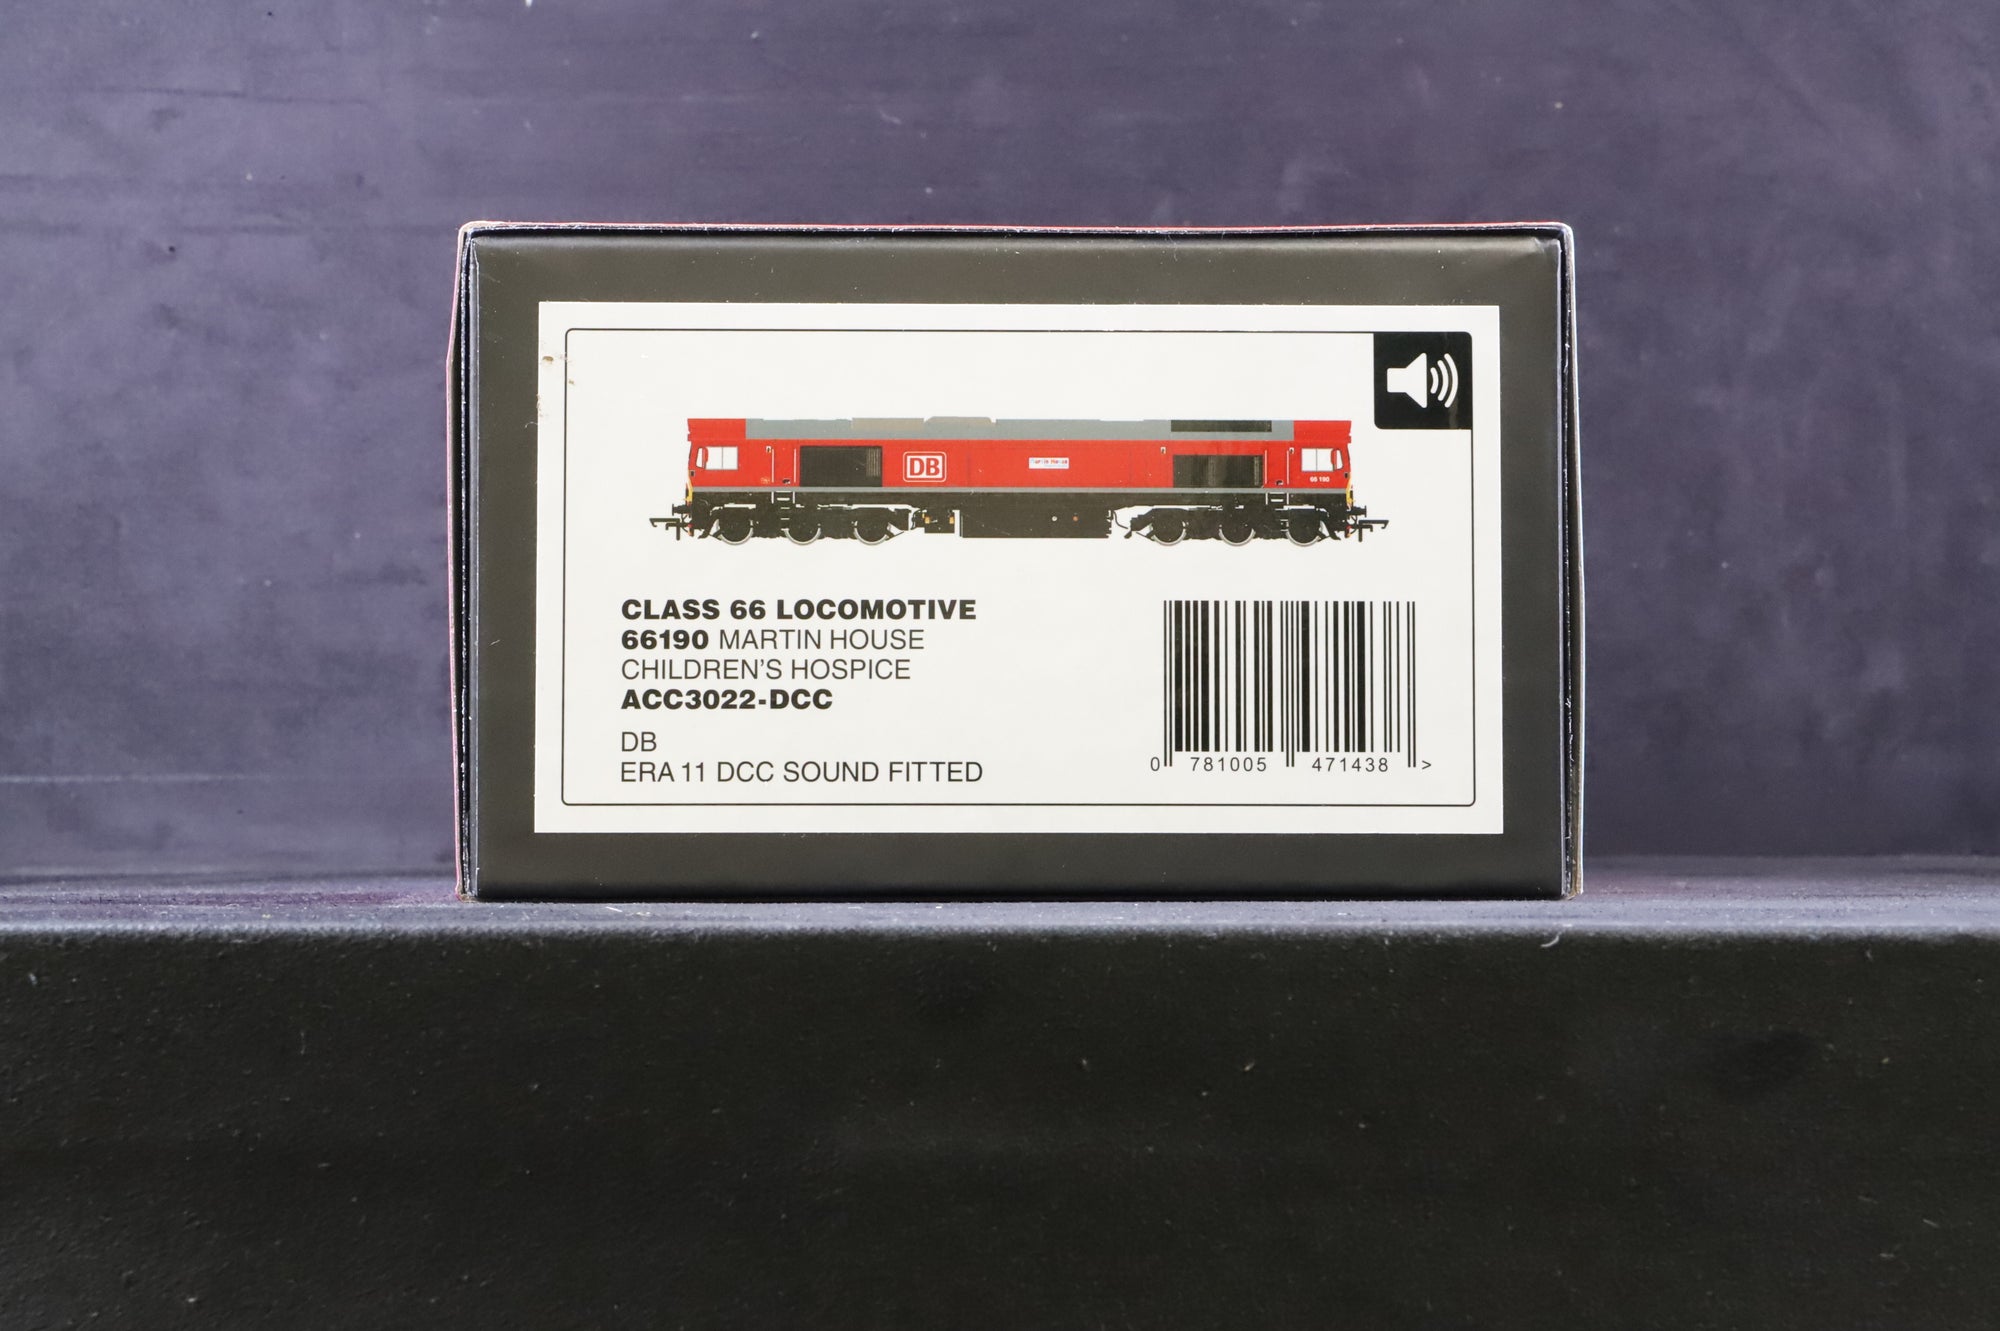 DB
66 190
CLASS 66 LOCOMOTIVE
66190 MARTIN HOUSE
CHILDREN'S HOSPICE
ACC3022-DCC
DB
ERA 11 DCC SOUND FITTED
0 781005 471438 >